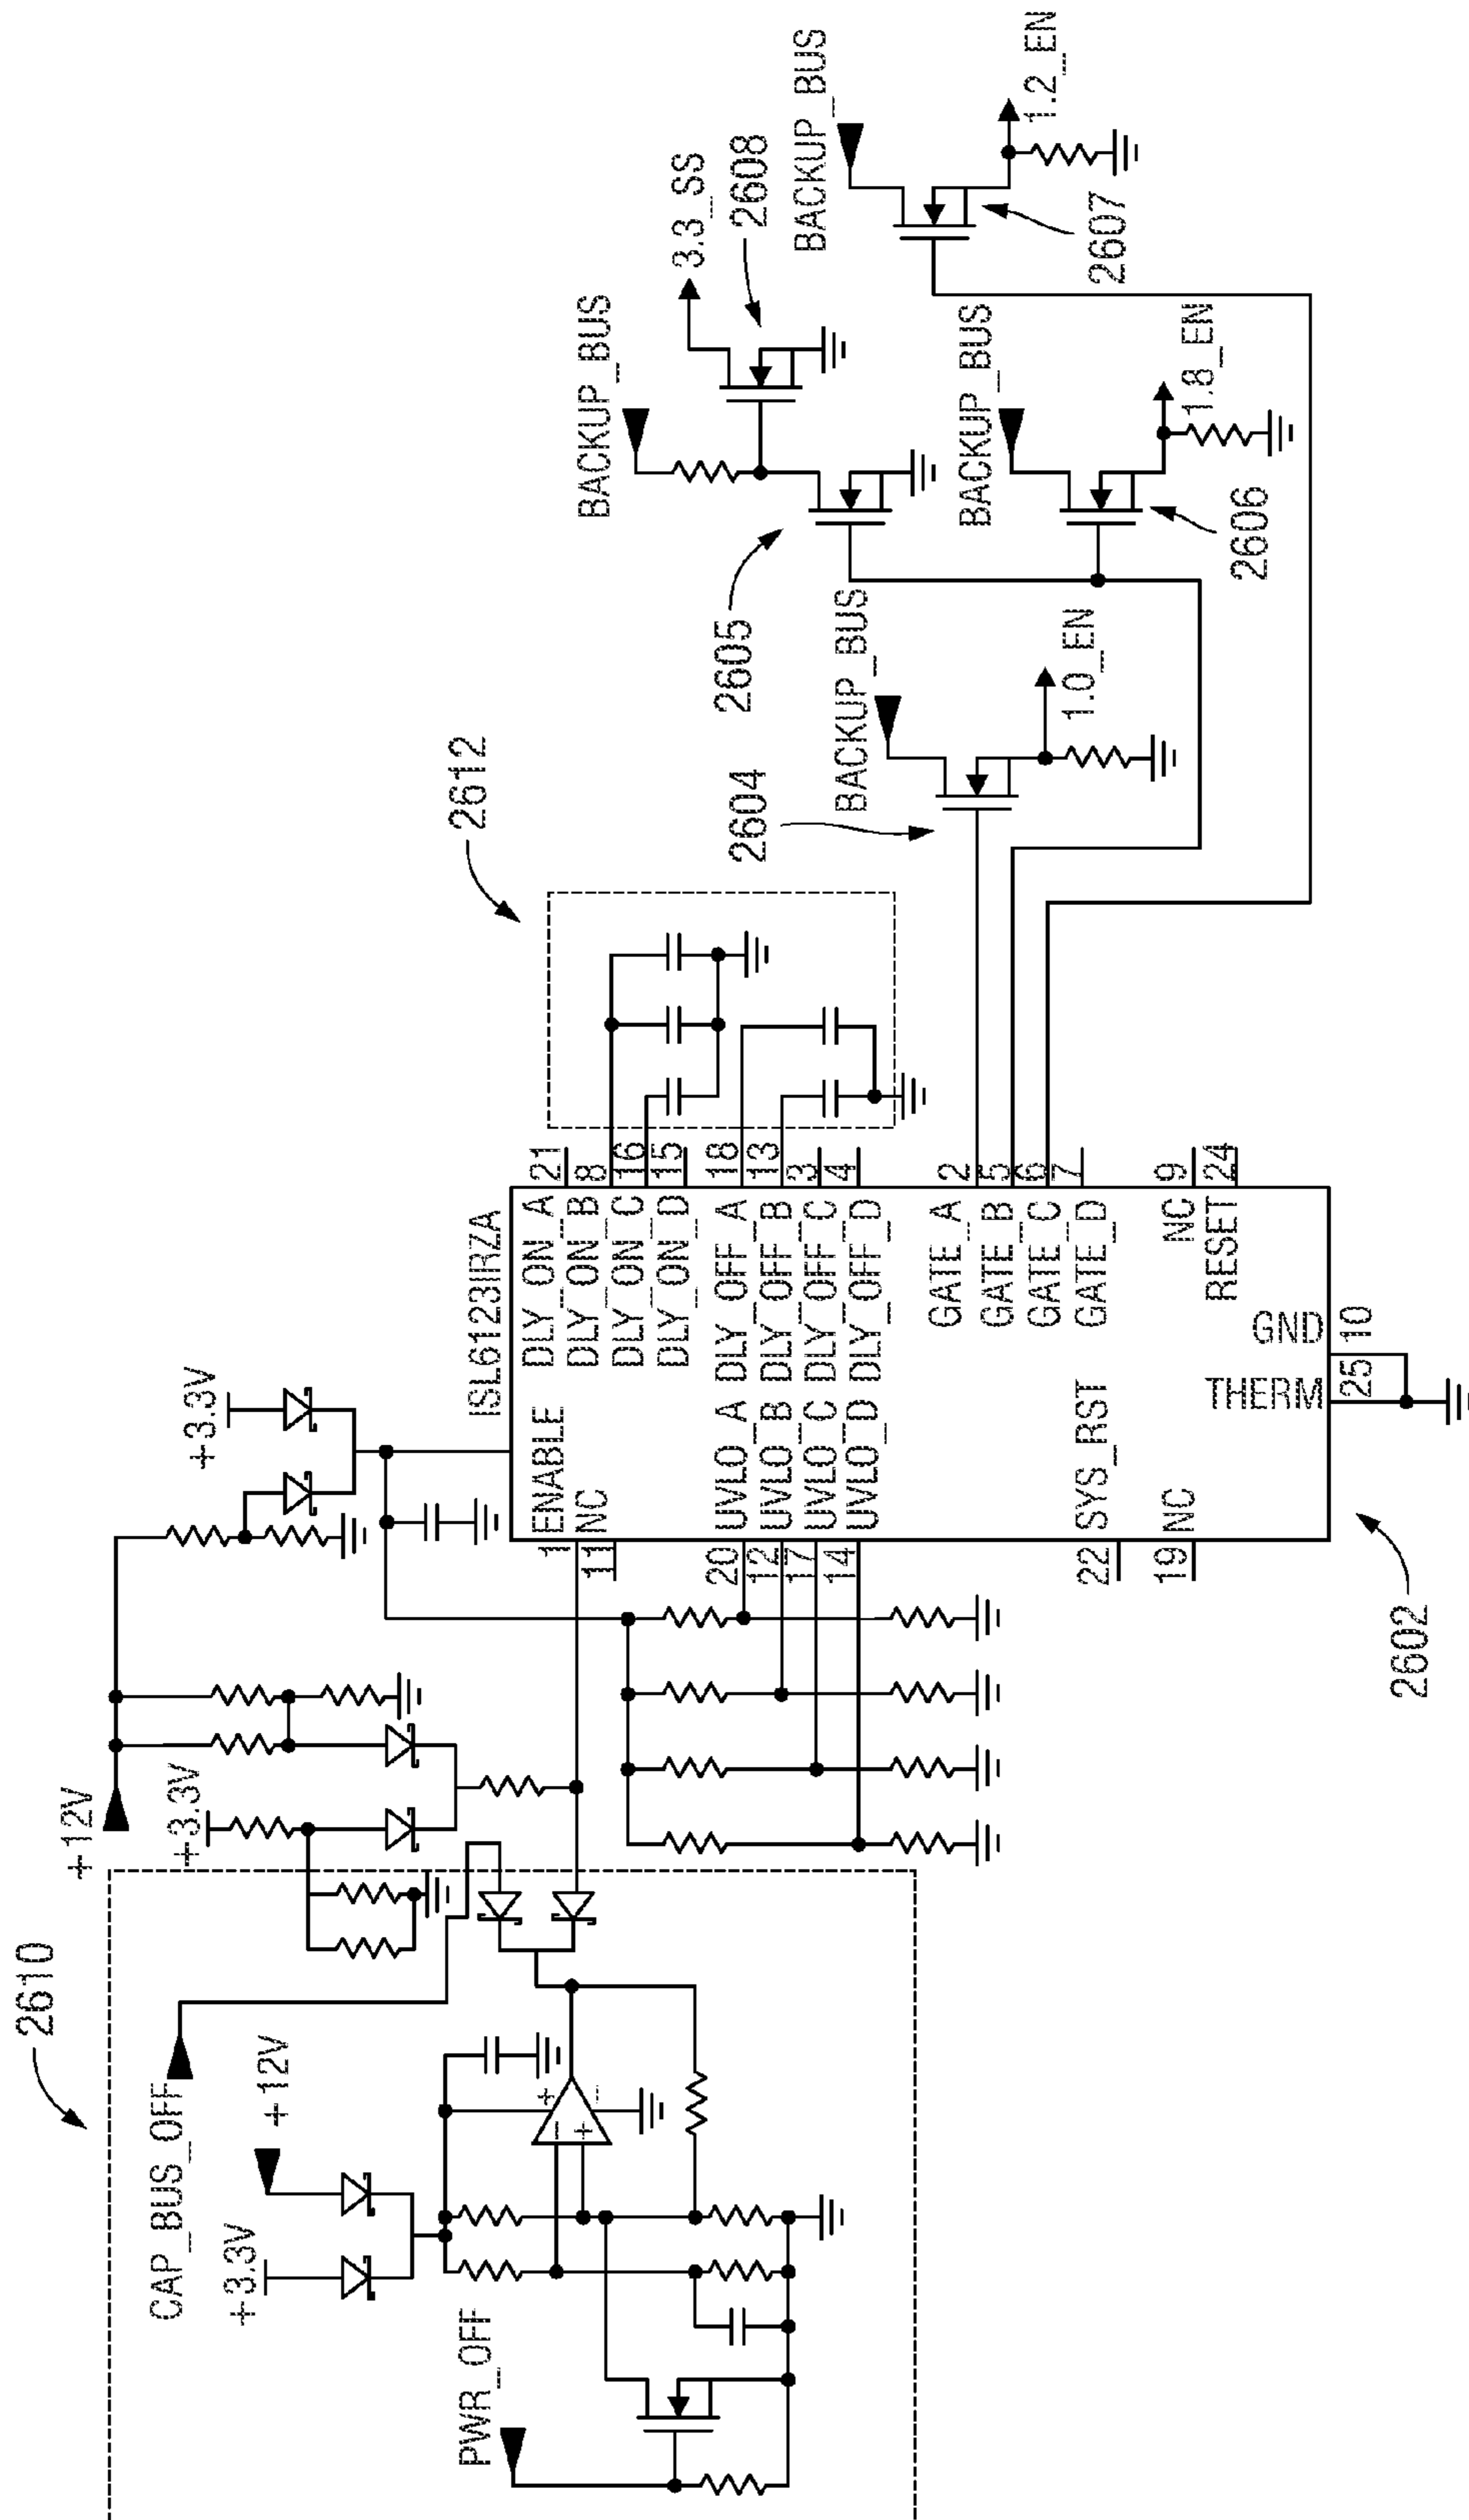 2610
CAP_BUS_OFF
+12V
+3.3V
PWR_OFF
+
–
–
+
+12V
+3.3V
+3.3V
ISL6123IIRZA
1 ENABLE
11 NC
20 UVLO_A
12 UVLO_B
17 UVLO_C
14 UVLO_D
22 SYS_RST
19 NC
DLY_ON_A 21
DLY_ON_B 8
DLY_ON_C 16
DLY_ON_D 15
DLY_OFF_A 18
DLY_OFF_B 13
DLY_OFF_C 3
DLY_OFF_D 4
GATE_A 2
GATE_B 5
GATE_C 6
GATE_D 7
NC 9
RESET 24
GND 10
THERM 25
2602
2612
2604
BACKUP_BUS
1.0_EN
2605
BACKUP_BUS
3.3_SS
2608
BACKUP_BUS
1.8_EN
2606
BACKUP_BUS
1.2_EN
2607